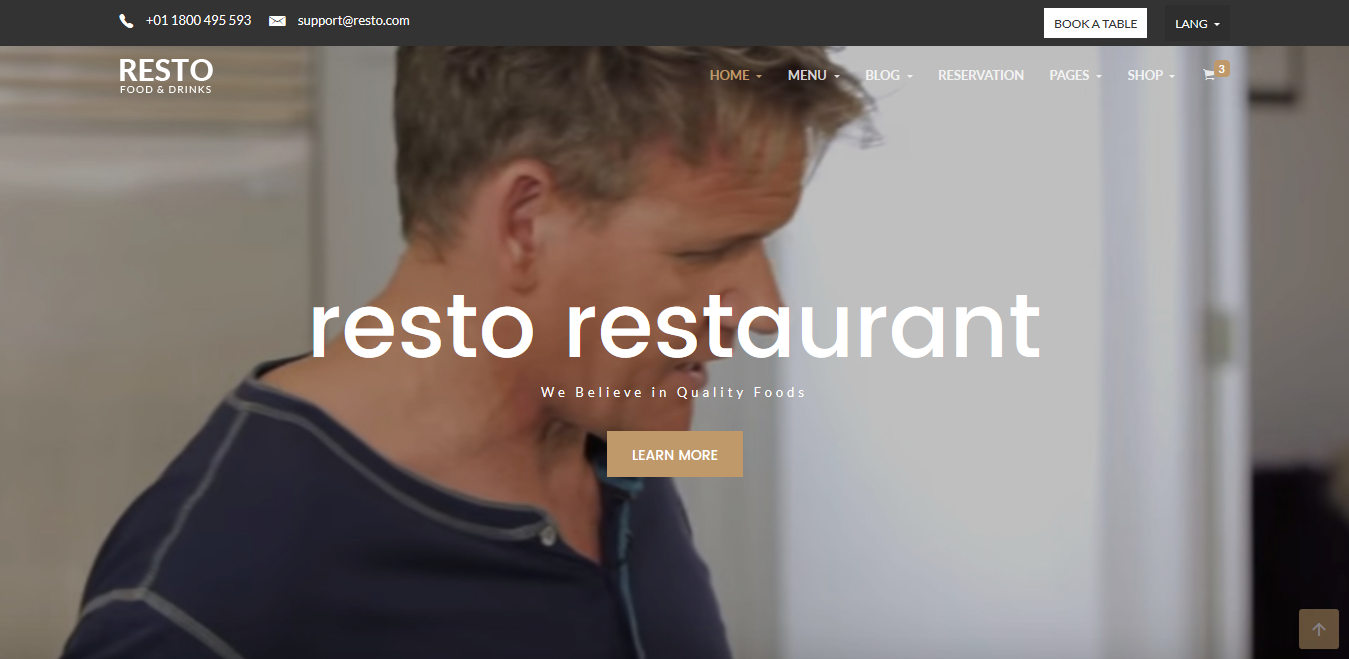 +01 1800 495 593
support@resto.com
BOOK A TABLE
LANG
RESTO
FOOD & DRINKS
HOME
MENU
BLOG
RESERVATION
PAGES
SHOP
3
resto restaurant
We Believe in Quality Foods
LEARN MORE